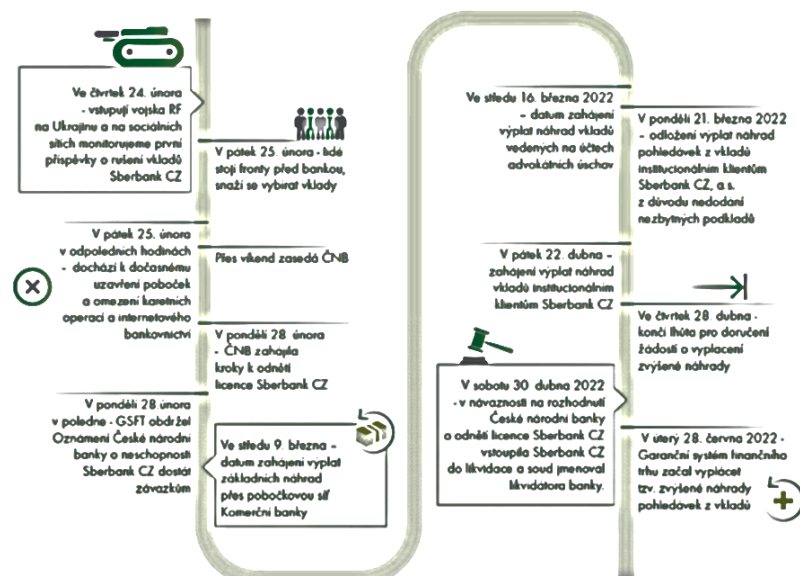 Ve čtvrtek 24. února
- vstupují vojska RF
na Ukrajinu a na sociálních
sítích monitorujeme první
příspěvky o rušení vkladů
Sberbank CZ
V pátek 25. února - lidé
stojí fronty před bankou,
snaží se vybírat vklady
V pátek 25. února
v odpoledních hodinách
- dochází k dočasnému
uzavření poboček
a omezení karetních
operací a internetového
bankovnictví
Přes víkend zasedá ČNB
V pondělí 28. února
- ČNB zahájila
kroky k odnětí
licence Sberbank CZ
V pondělí 28 února
v poledne - GSFT obdržel
Oznámení České národní
banky o neschopnosti
Sberbank CZ dostát
závazkům
Ve středu 9. března –
datum zahájení výplat
základních náhrad
přes pobočkovou síť
Komerční banky
Ve středu 16. března 2022
– datum zahájení
výplat náhrad vkladů
vedených na účtech
advokátních úschov
V pondělí 21. března 2022
– odložení výplat náhrad
pohledávek z vkladů
institucionálním klientům
Sberbank CZ, a.s.
z důvodu nedodání
nezbytných podkladů
V pátek 22. dubna –
zahájení výplat náhrad
vkladů institucionálním
klientům Sberbank CZ
Ve čtvrtek 28. dubna -
končí lhůta pro doručení
žádostí o vyplacení
zvýšené náhrady
V sobotu 30. dubna 2022
- v návaznosti na rozhodnutí
České národní banky
o odnětí licence Sberbank CZ
vstoupila Sberbank CZ
do likvidace a soud jmenoval
likvidátora banky.
V úterý 28. června 2022 -
Garanční systém finančního
trhu začal vyplácet
tzv. zvýšené náhrady
pohledávek z vkladů